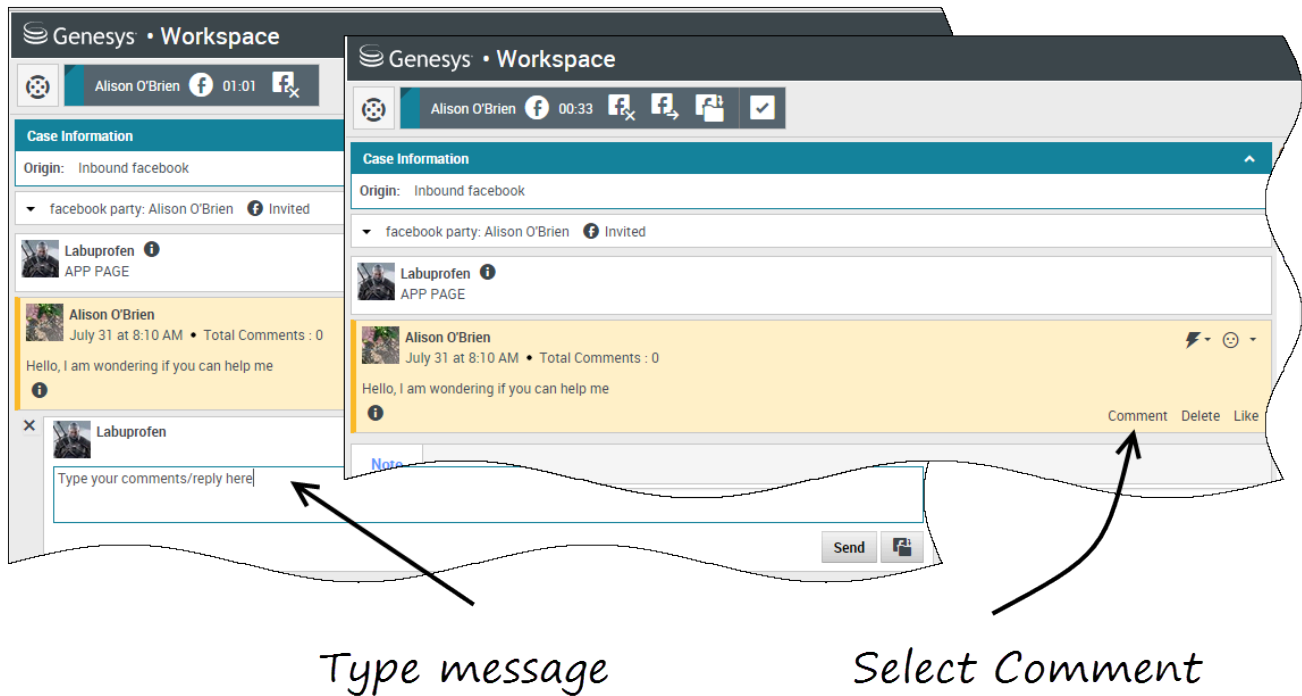 Genesys • Workspace
Alison O'Brien 01:01
Case Information
Origin: Inbound facebook
facebook party: Alison O'Brien Invited
Labuprofen
APP PAGE
Alison O'Brien
July 31 at 8:10 AM • Total Comments : 0
Hello, I am wondering if you can help me
Labuprofen
Type your comments/reply here
Send
Genesys • Workspace
Alison O'Brien 00:33
Case Information
Origin: Inbound facebook
facebook party: Alison O'Brien Invited
Labuprofen
APP PAGE
Alison O'Brien
July 31 at 8:10 AM • Total Comments : 0
Hello, I am wondering if you can help me
Comment Delete Like
Note
Type message
Select Comment